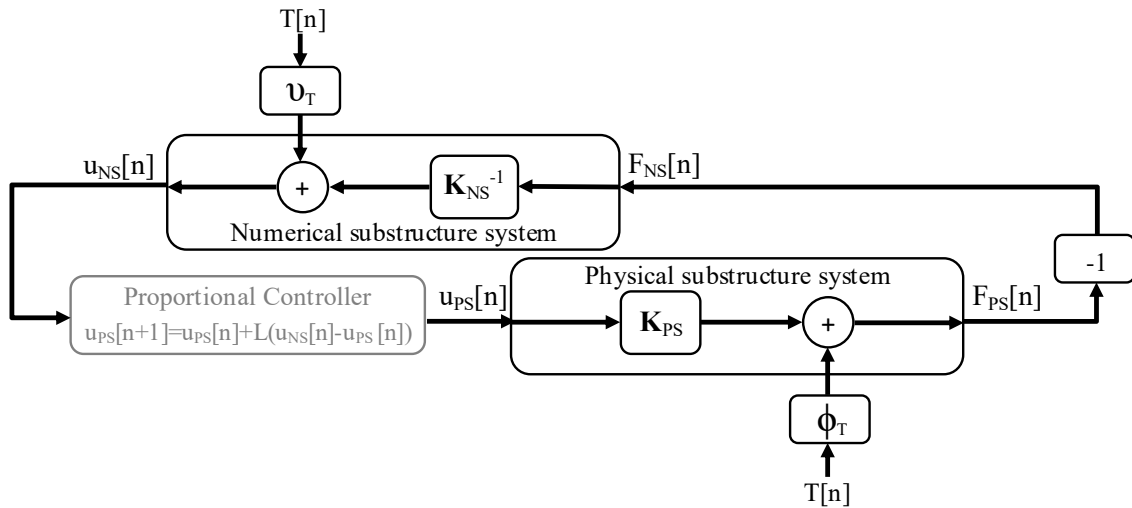 T[n]
υT
uNS[n]
+
KNS-1
FNS[n]
Numerical substructure system
-1
Proportional Controller
uPS[n+1]=uPS[n]+L(uNS[n]-uPS [n])
uPS[n]
Physical substructure system
KPS
+
FPS[n]
ϕT
T[n]